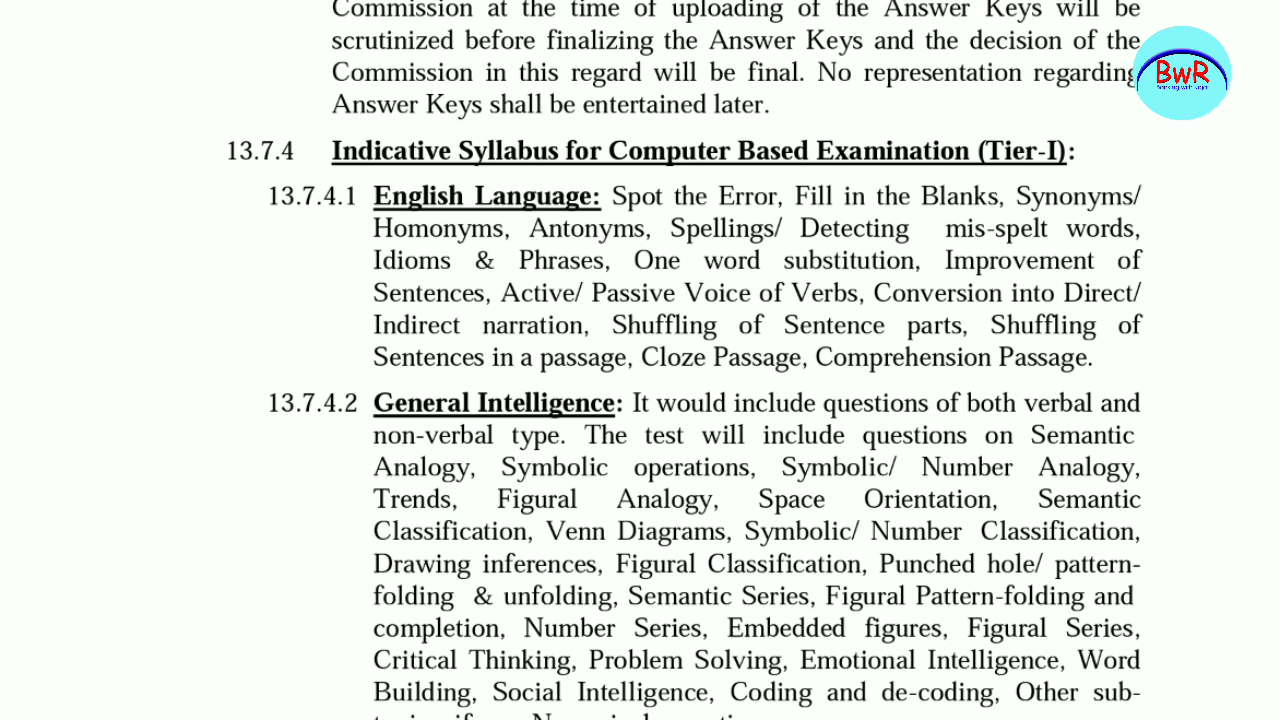 Commission at the time of uploading of the Answer Keys will be
scrutinized before finalizing the Answer Keys and the decision of the
Commission in this regard will be final. No representation regarding
Answer Keys shall be entertained later.
BwR
13.7.4 Indicative Syllabus for Computer Based Examination (Tier-I):
13.7.4.1 English Language: Spot the Error, Fill in the Blanks, Synonyms/
Homonyms, Antonyms, Spellings/ Detecting mis-spelt words,
Idioms & Phrases, One word substitution, Improvement of
Sentences, Active/ Passive Voice of Verbs, Conversion into Direct/
Indirect narration, Shuffling of Sentence parts, Shuffling of
Sentences in a passage, Cloze Passage, Comprehension Passage.
13.7.4.2 General Intelligence: It would include questions of both verbal and
non-verbal type. The test will include questions on Semantic
Analogy, Symbolic operations, Symbolic/ Number Analogy,
Trends, Figural Analogy, Space Orientation, Semantic
Classification, Venn Diagrams, Symbolic/ Number Classification,
Drawing inferences, Figural Classification, Punched hole/ pattern-
folding & unfolding, Semantic Series, Figural Pattern-folding and
completion, Number Series, Embedded figures, Figural Series,
Critical Thinking, Problem Solving, Emotional Intelligence, Word
Building, Social Intelligence, Coding and de-coding, Other sub-